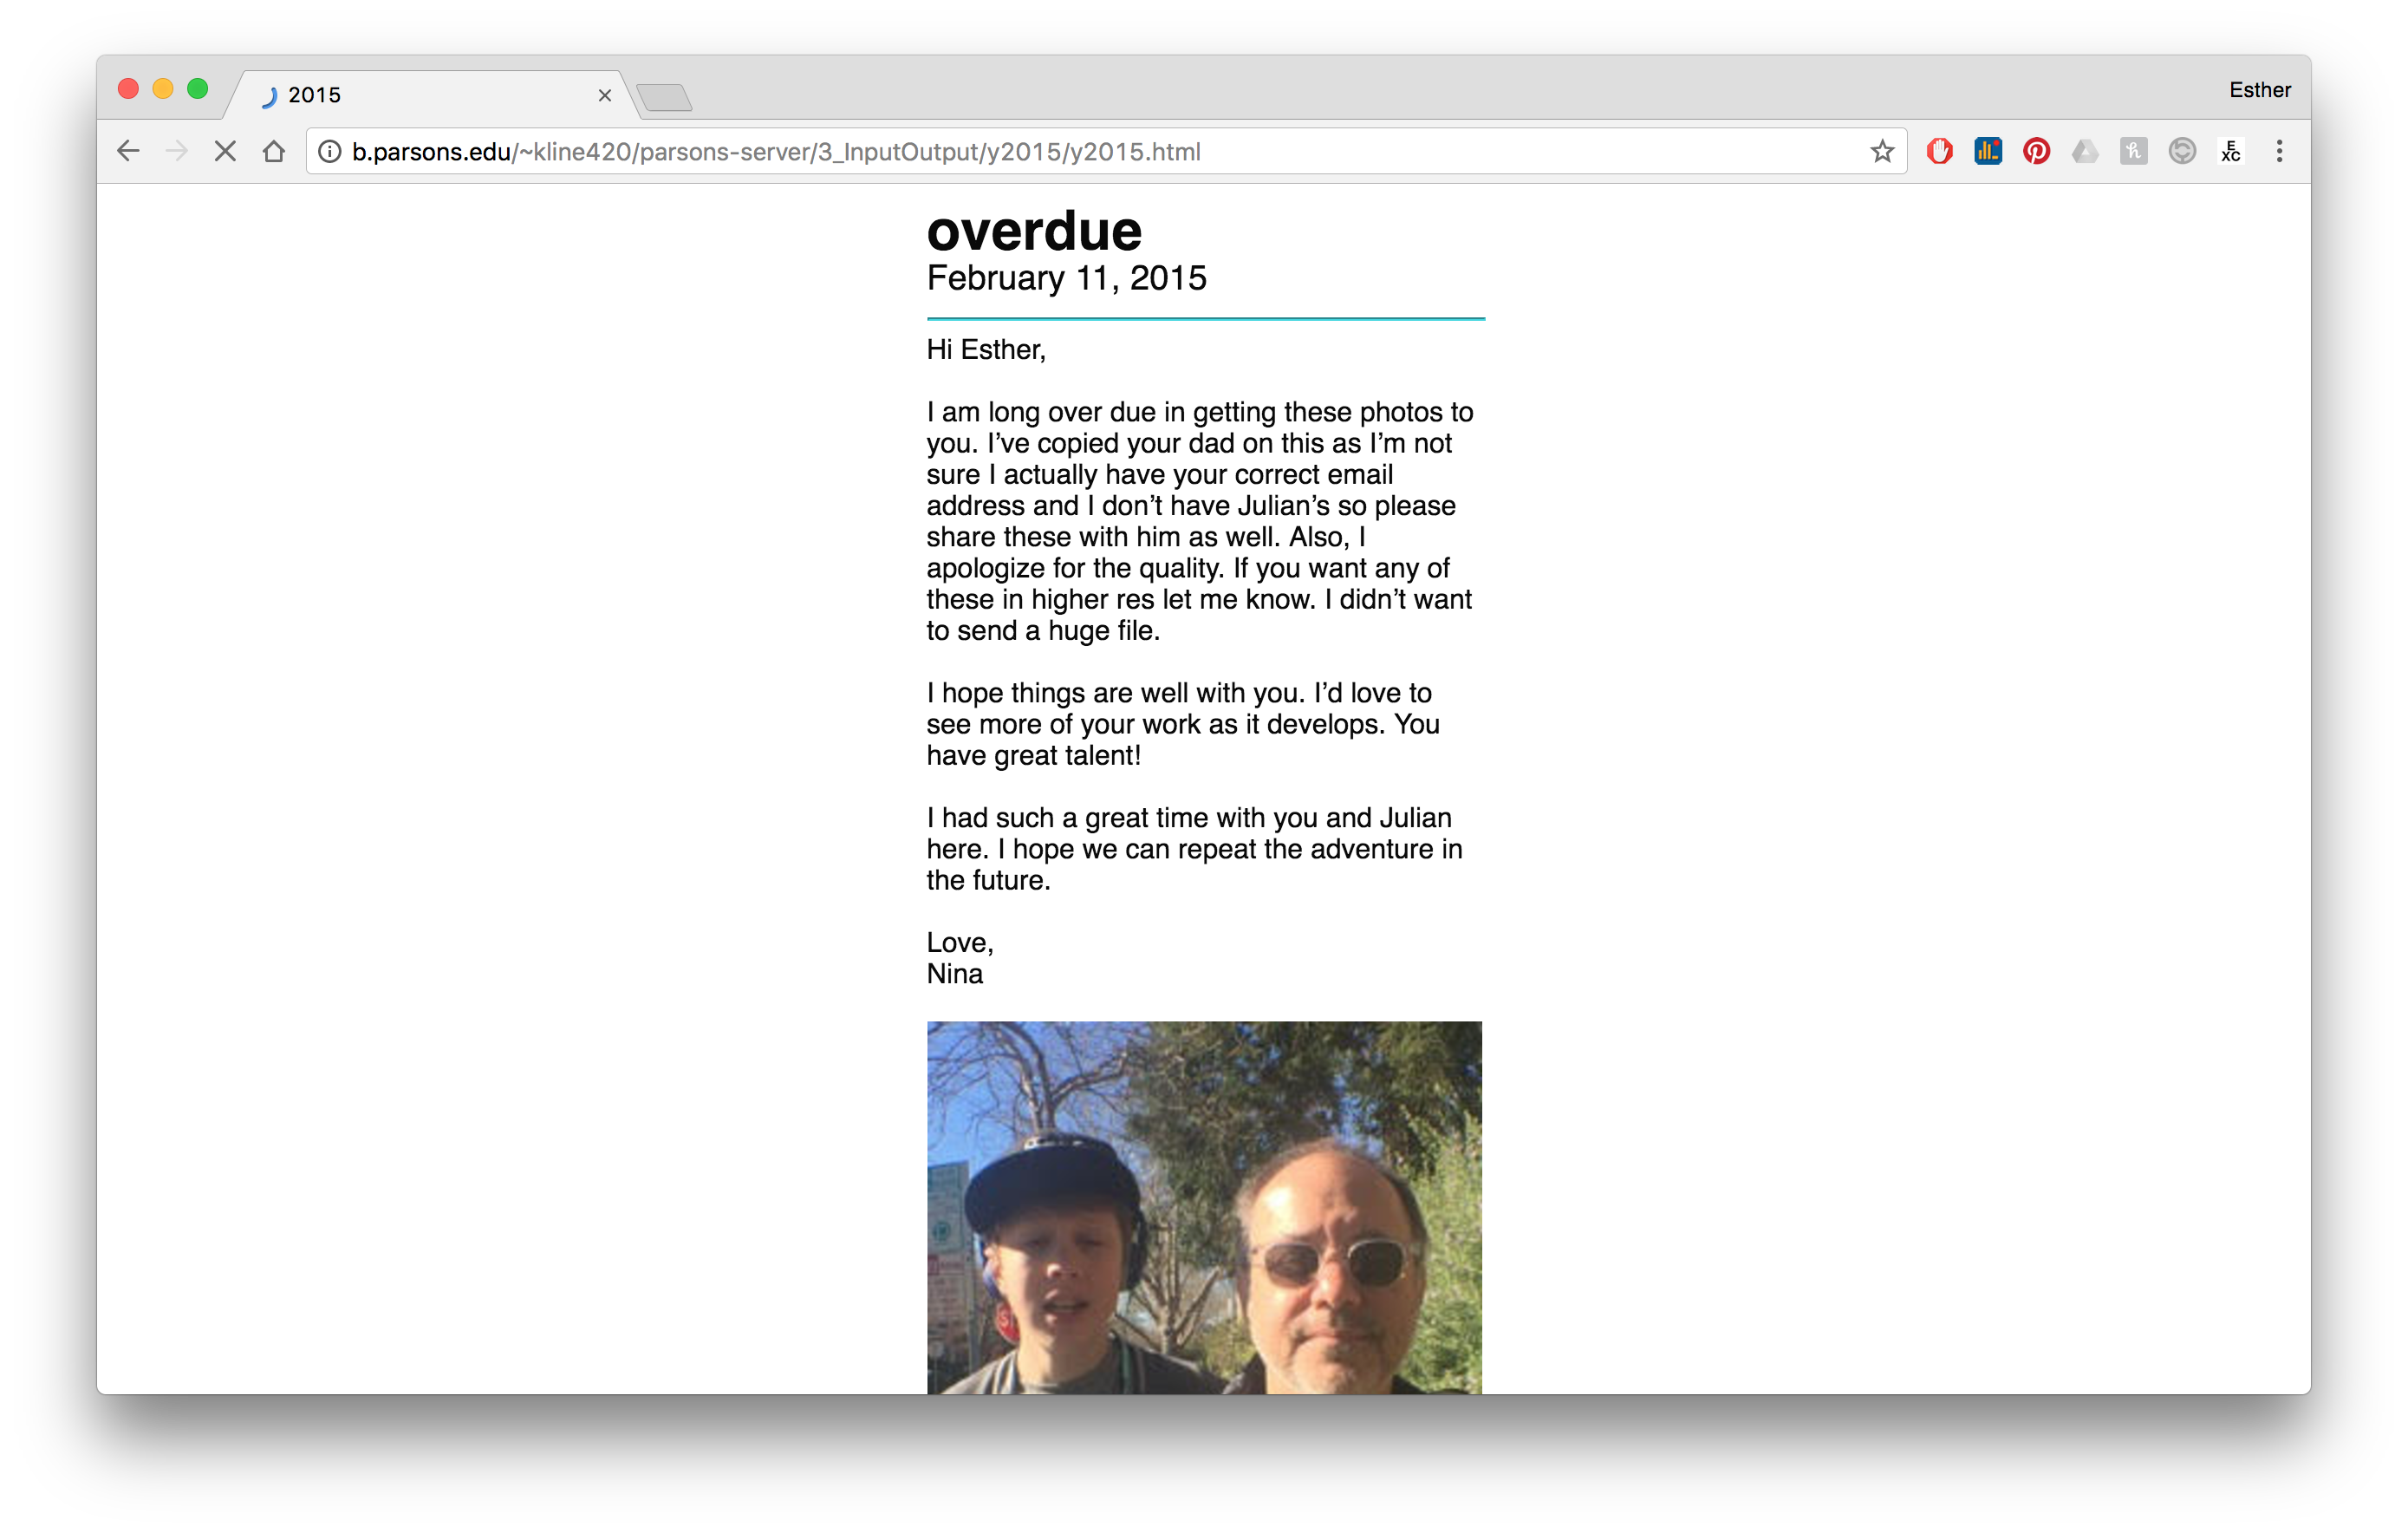 2015
Esther
b.parsons.edu/~kline420/parsons-server/3_InputOutput/y2015/y2015.html
E
XC
overdue
February 11, 2015
Hi Esther,
I am long over due in getting these photos to
you. I’ve copied your dad on this as I’m not
sure I actually have your correct email
address and I don’t have Julian’s so please
share these with him as well. Also, I
apologize for the quality. If you want any of
these in higher res let me know. I didn’t want
to send a huge file.
I hope things are well with you. I’d love to
see more of your work as it develops. You
have great talent!
I had such a great time with you and Julian
here. I hope we can repeat the adventure in
the future.
Love,
Nina